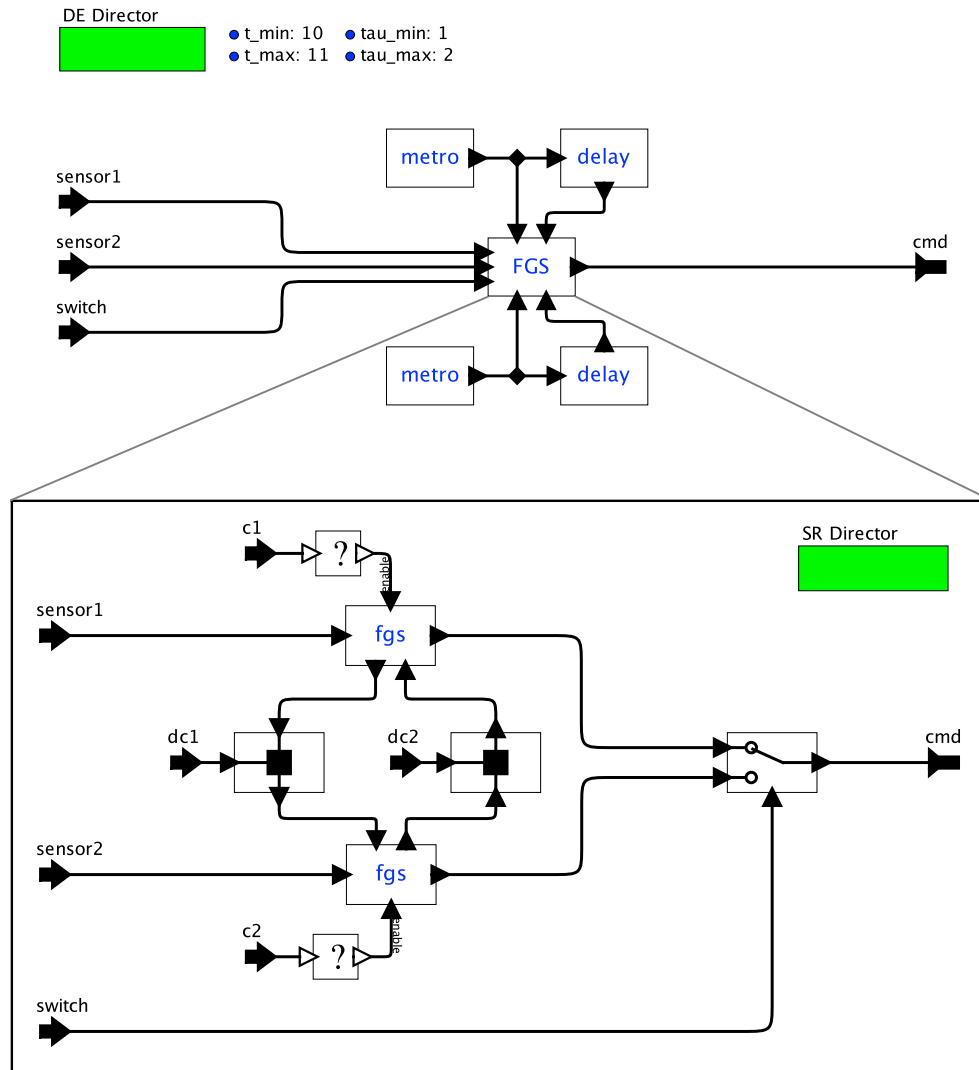 DE Director
t_min: 10
tau_min: 1
t_max: 11
tau_max: 2
metro
delay
sensor1
sensor2
switch
FGS
cmd
metro
delay
c1
?
enable
SR Director
sensor1
fgs
dc1
dc2
cmd
sensor2
fgs
enable
c2
?
switch